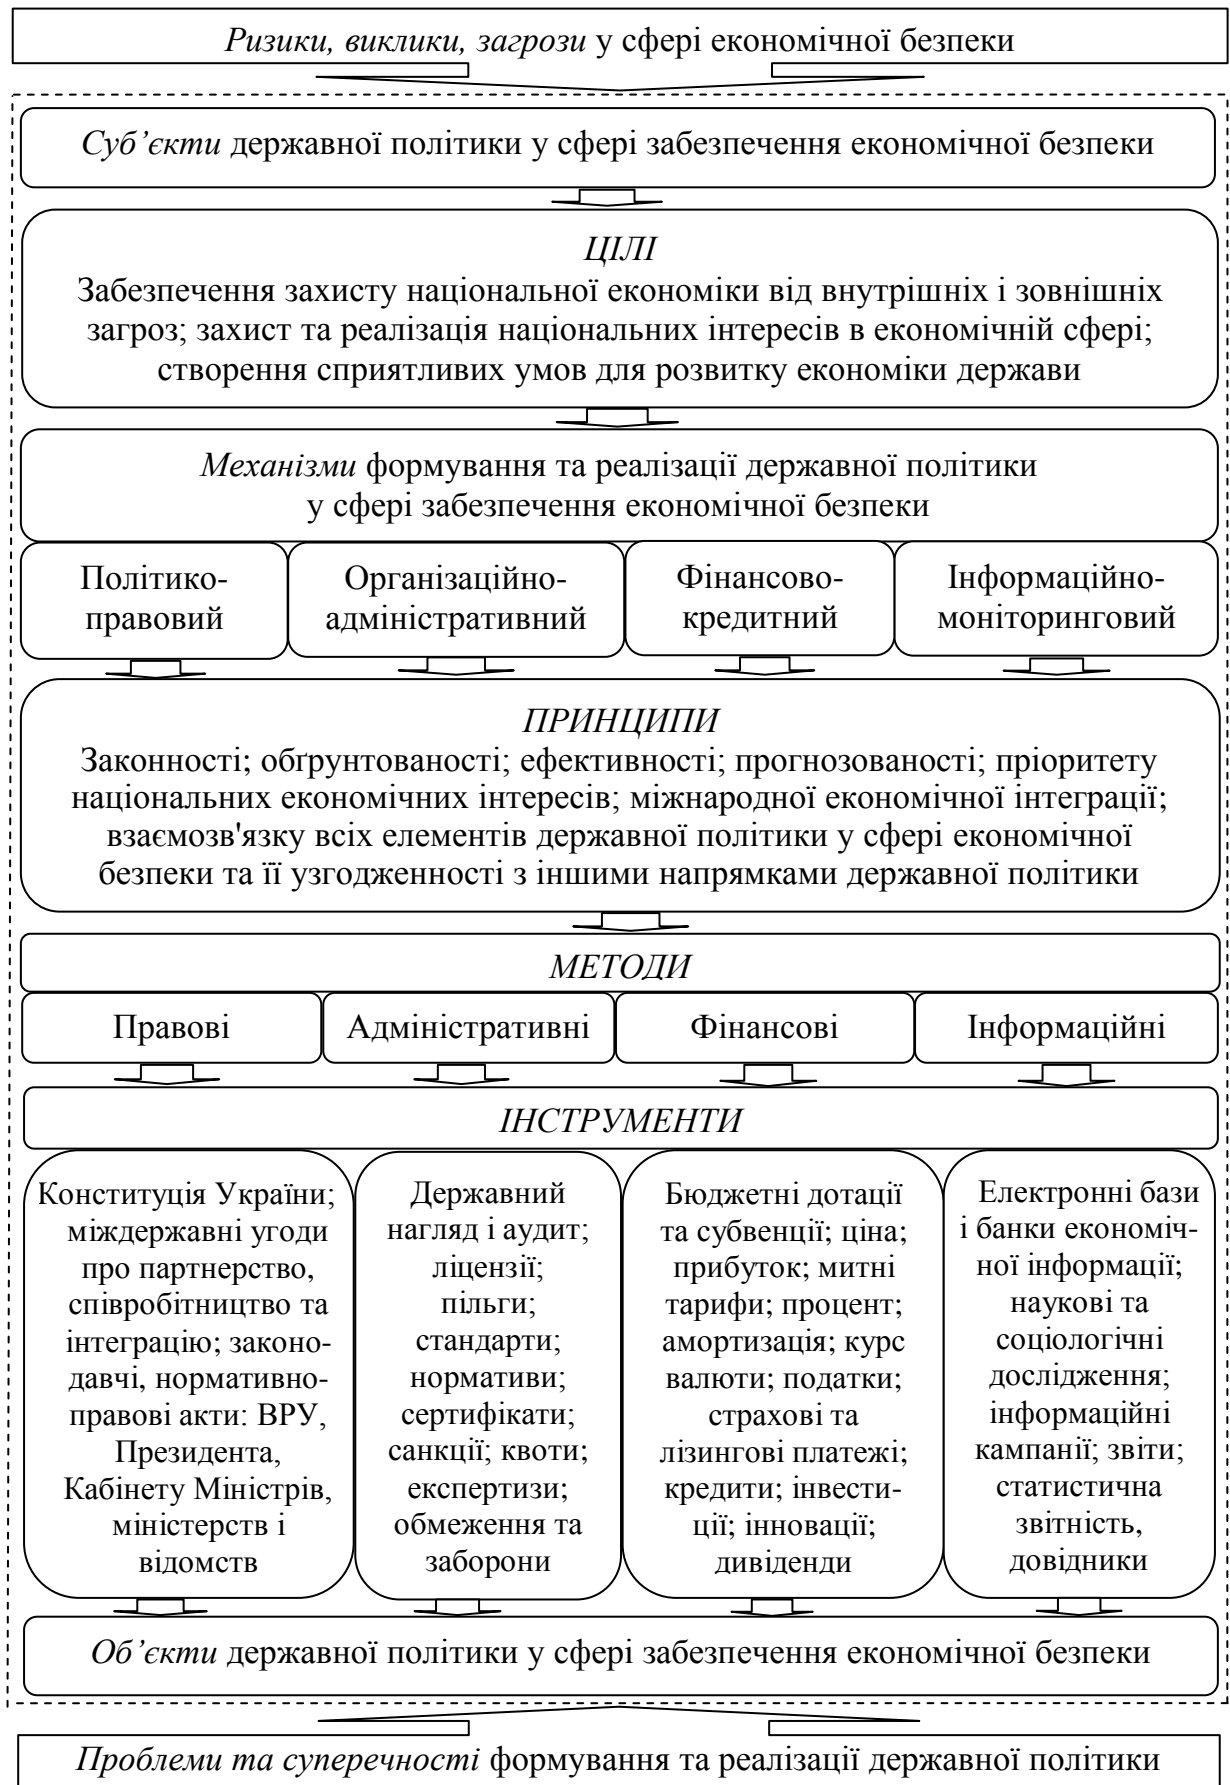 Ризики, виклики, загрози у сфері економічної безпеки
Суб’єкти державної політики у сфері забезпечення економічної безпеки
ЦІЛІ
Забезпечення захисту національної економіки від внутрішніх і зовнішніх
загроз; захист та реалізація національних інтересів в економічній сфері;
створення сприятливих умов для розвитку економіки держави
Механізми формування та реалізації державної політики
у сфері забезпечення економічної безпеки
Політико-
правовий
Організаційно-
адміністративний
Фінансово-
кредитний
Інформаційно-
моніторинговий
ПРИНЦИПИ
Законності; обґрунтованості; ефективності; прогнозованості; пріоритету
національних економічних інтересів; міжнародної економічної інтеграції;
взаємозв'язку всіх елементів державної політики у сфері економічної
безпеки та її узгодженності з іншими напрямками державної політики
МЕТОДИ
Правові
Адміністративні
Фінансові
Інформаційні
ІНСТРУМЕНТИ
Конституція України;
міждержавні угоди
про партнерство,
співробітництво та
інтеграцію; законо-
давчі, нормативно-
правові акти: ВРУ,
Президента,
Кабінету Міністрів,
міністерств і
відомств
Державний
нагляд і аудит;
ліцензії;
пільги;
стандарти;
нормативи;
сертифікати;
санкції; квоти;
експертизи;
обмеження та
заборони
Бюджетні дотації
та субвенції; ціна;
прибуток; митні
тарифи; процент;
амортизація; курс
валюти; податки;
страхові та
лізингові платежі;
кредити; інвести-
ції; інновації;
дивіденди
Електронні бази
і банки економіч-
ної інформації;
наукові та
соціологічні
дослідження;
інформаційні
кампанії; звіти;
статистична
звітність,
довідники
Об’єкти державної політики у сфері забезпечення економічної безпеки
Проблеми та суперечності формування та реалізації державної політики